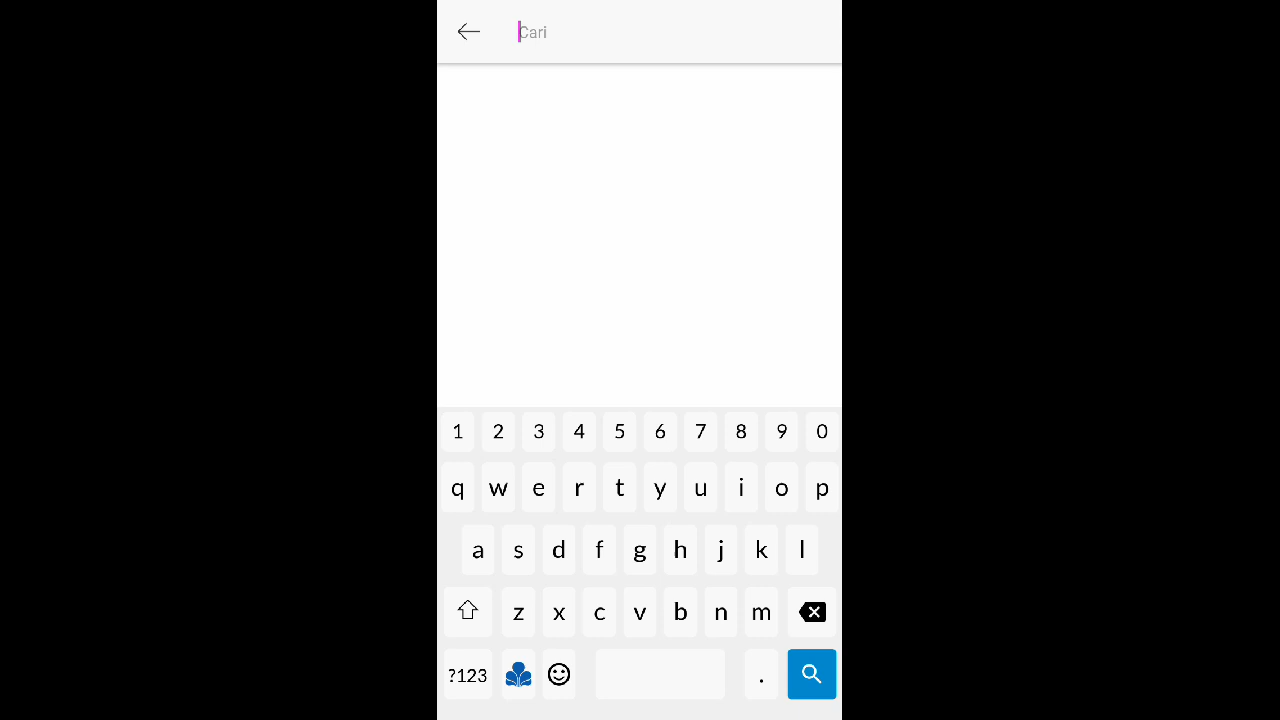 Cari
1 2 3 4 5 6 7 8 9 0
q w e r t y u i o p
a s d f g h j k l
z x c v b n m
?123 .